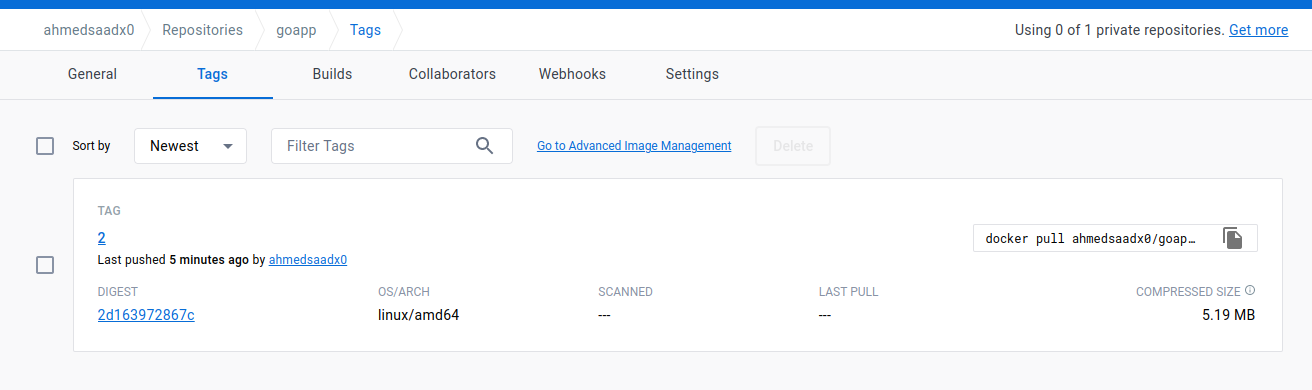 ahmedsaadx0 Repositories goapp Tags Using 0 of 1 private repositories. Get more
General Tags Builds Collaborators Webhooks Settings
Sort by Newest Filter Tags Go to Advanced Image Management Delete
TAG
2
docker pull ahmedsaadx0/goap…
Last pushed 5 minutes ago by ahmedsaadx0
DIGEST OS/ARCH SCANNED LAST PULL COMPRESSED SIZE
2d163972867c linux/amd64 --- --- 5.19 MB